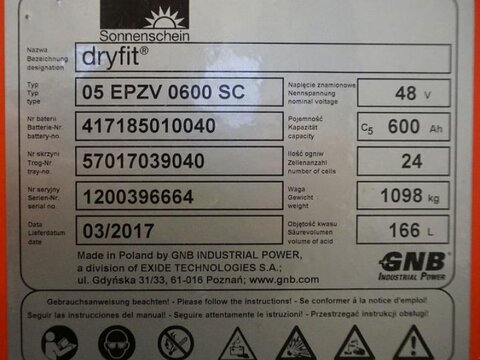 Sonnenschein
Nazwa
Bezeichnung
designation
dryfit®
Typ
Typ
type
05 EPZV 0600 SC
Napięcie znamionowe
Nennspannung
nominal voltage
48 V
Nr baterii
Batterie-Nr.
battery-no.
417185010040
Pojemność
Kapazität
capacity
C5 600 Ah
Nr skrzyni
Trog-Nr.
tray-no.
57017039040
Ilość ogniw
Zellenanzahl
number of cells
24
Nr seryjny
Serien-Nr.
serial no.
1200396664
Waga
Gewicht
weight
1098 kg
Data
Lieferdatum
date
03/2017
Objętość kwasu
Säurevolumen
volume of acid
166 L
Made in Poland by GNB INDUSTRIAL POWER,
a division of EXIDE TECHNOLOGIES S.A.;
ul. Gdyńska 31/33, 61-016 Poznań; www.gnb.com
GNB
INDUSTRIAL POWER
Gebrauchsanweisung beachten! - Please follow the instructions! - Se conformer à la notice d'emploi!
Seguir las instrucciones del manual! - Seguire attentamente le istruzioni! - Przestrzegać instrukcji obsługi!